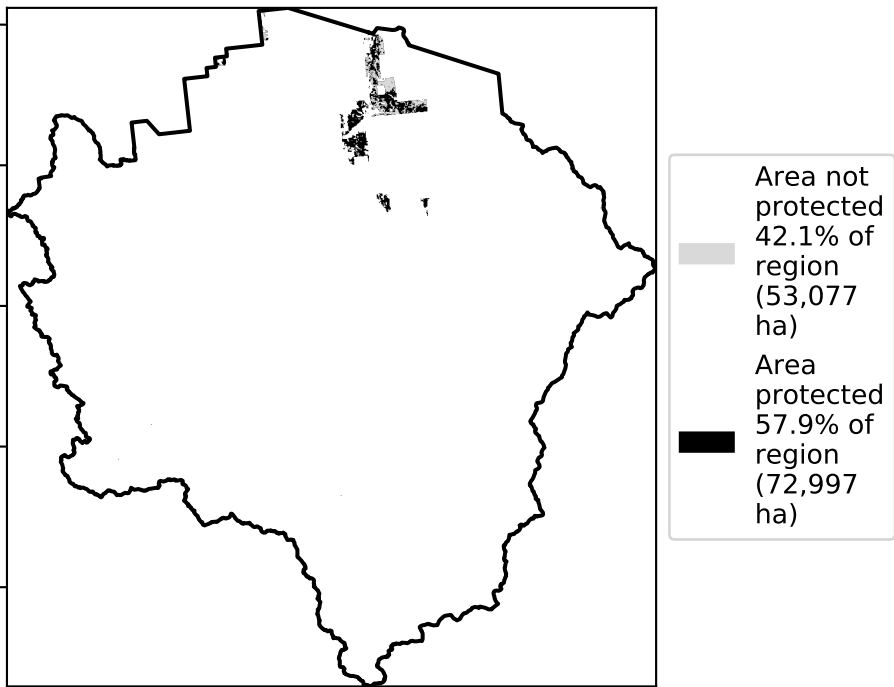 Area not
protected
42.1% of
region
(53,077
ha)
Area
protected
57.9% of
region
(72,997
ha)